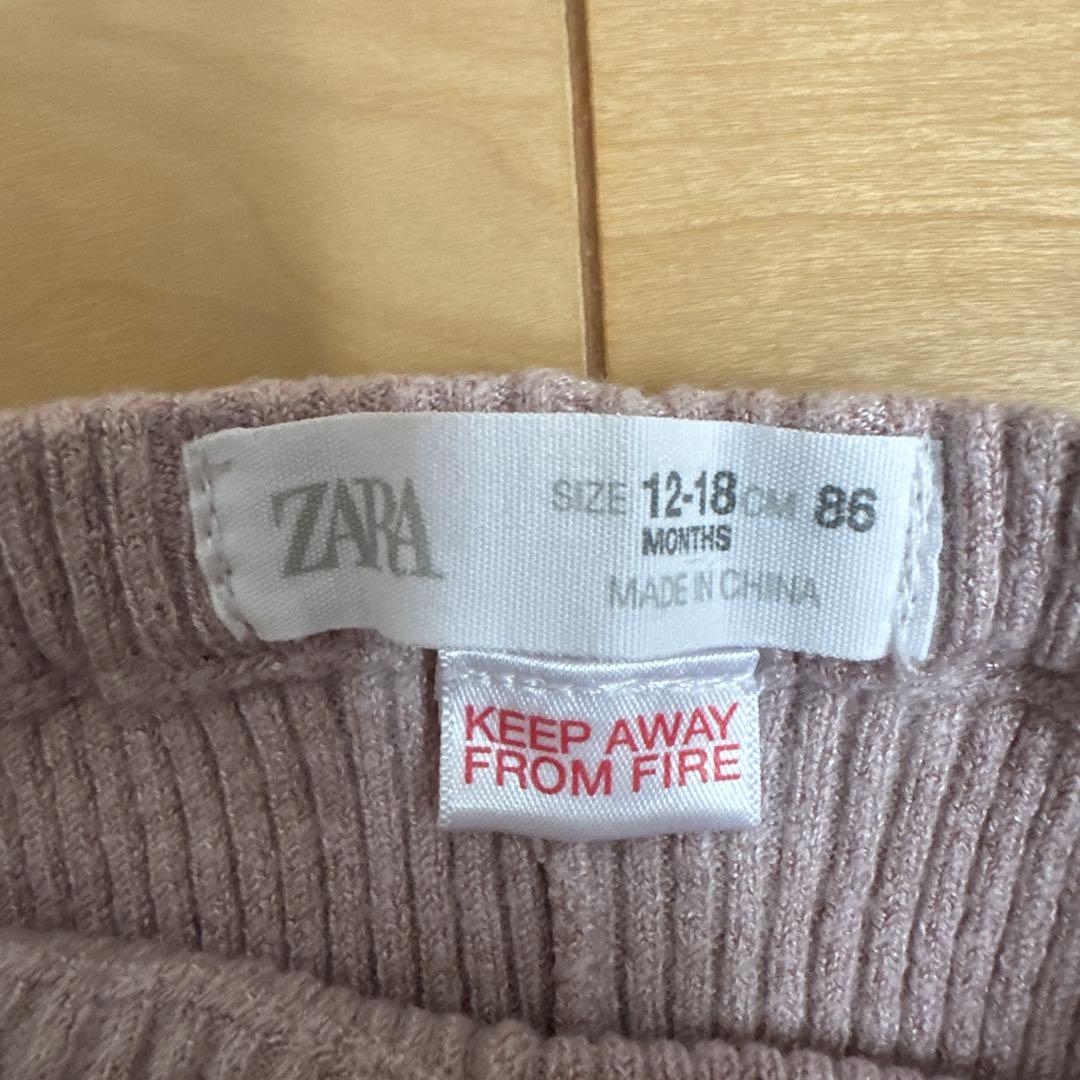 ZARA
SIZE 12-18 CM 86
MONTHS
MADE IN CHINA
KEEP AWAY
FROM FIRE